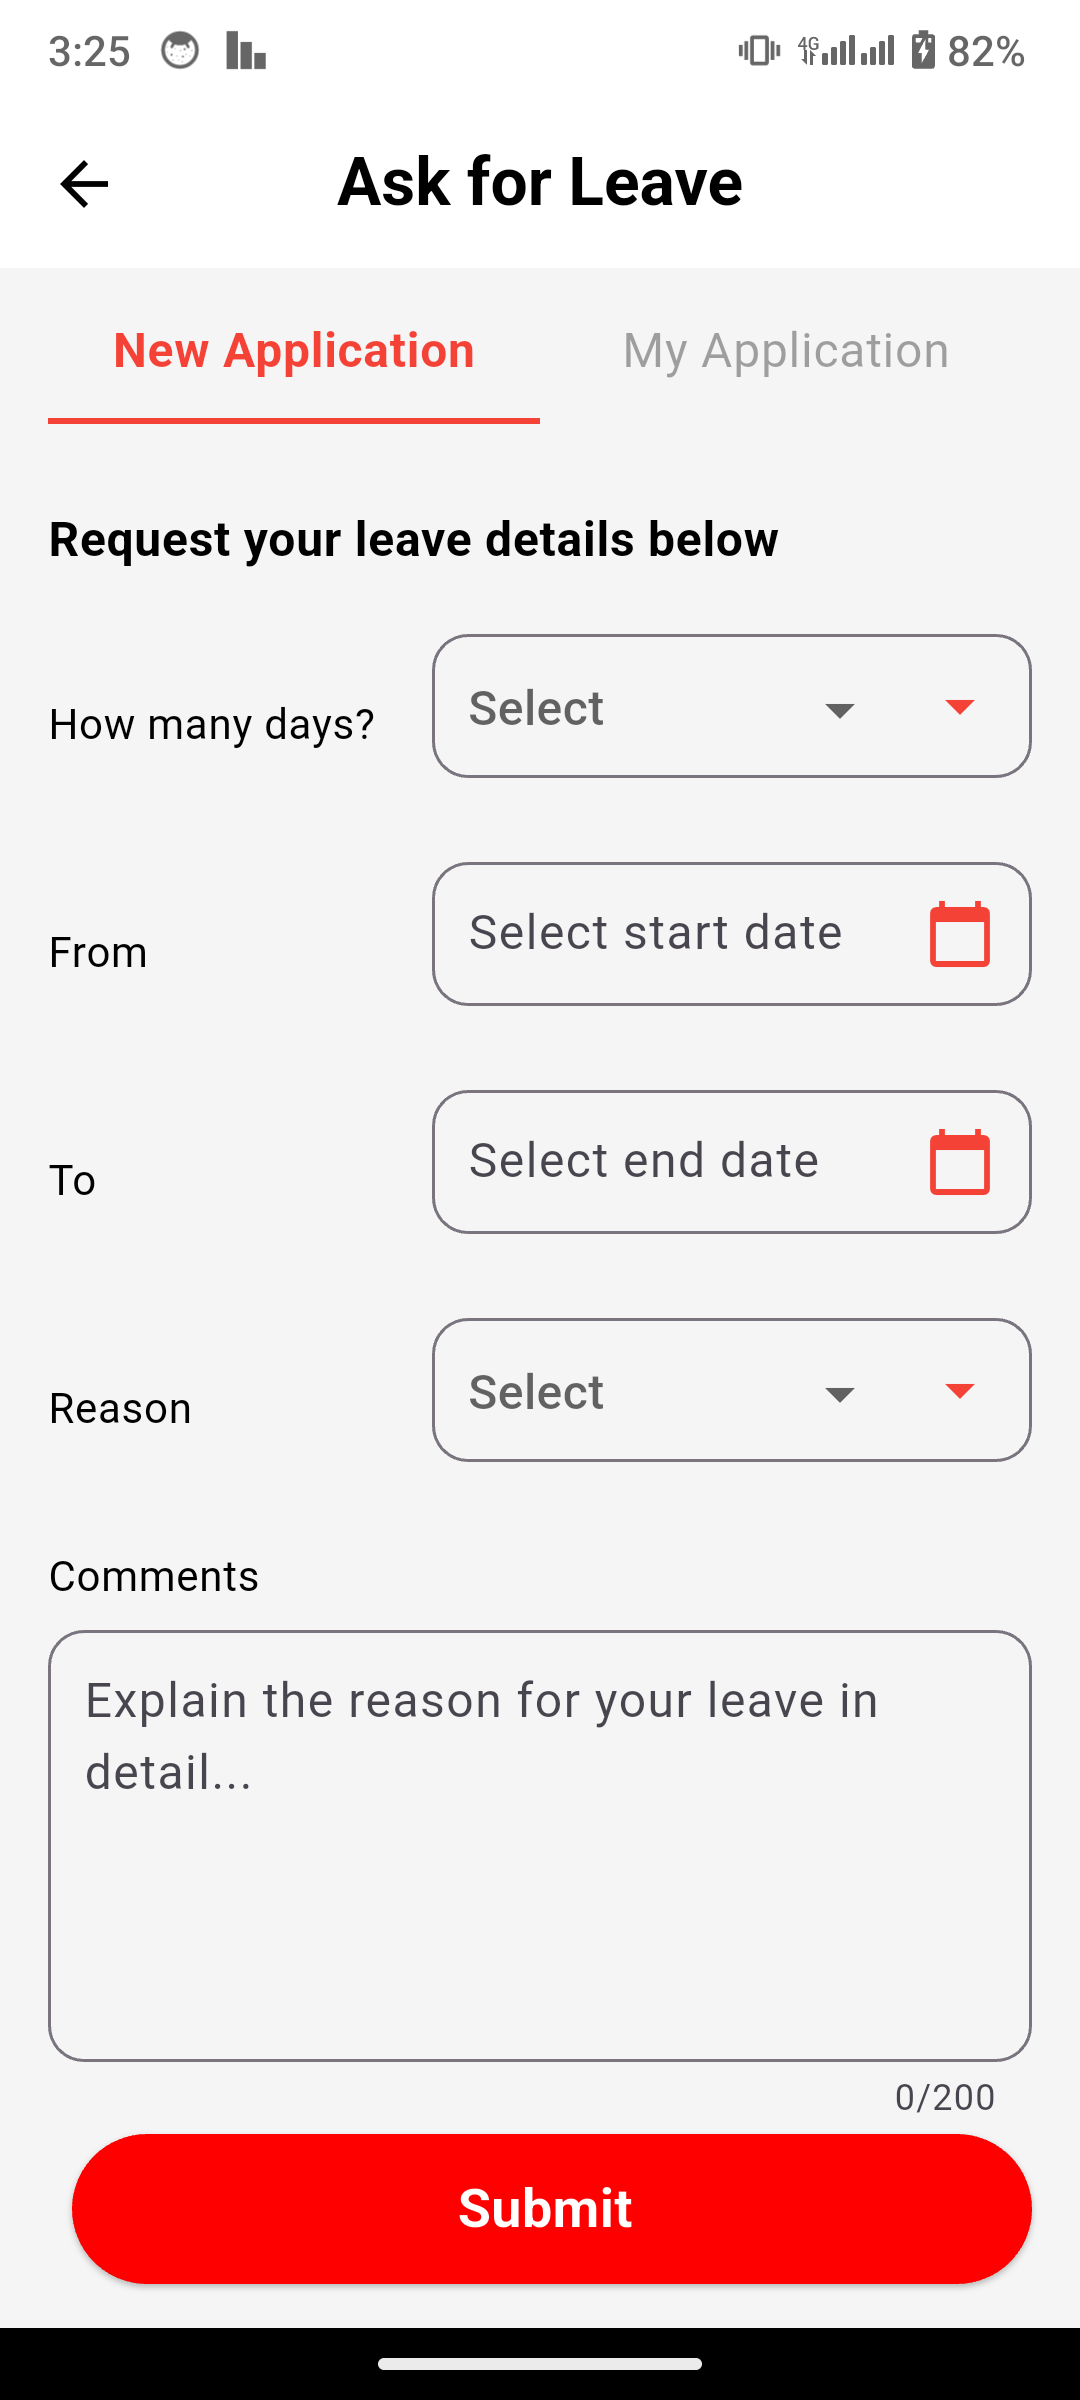 3:25
4G
82%
Ask for Leave
New Application
My Application
Request your leave details below
How many days?
Select
From
Select start date
To
Select end date
Reason
Select
Comments
Explain the reason for your leave in
detail...
0/200
Submit